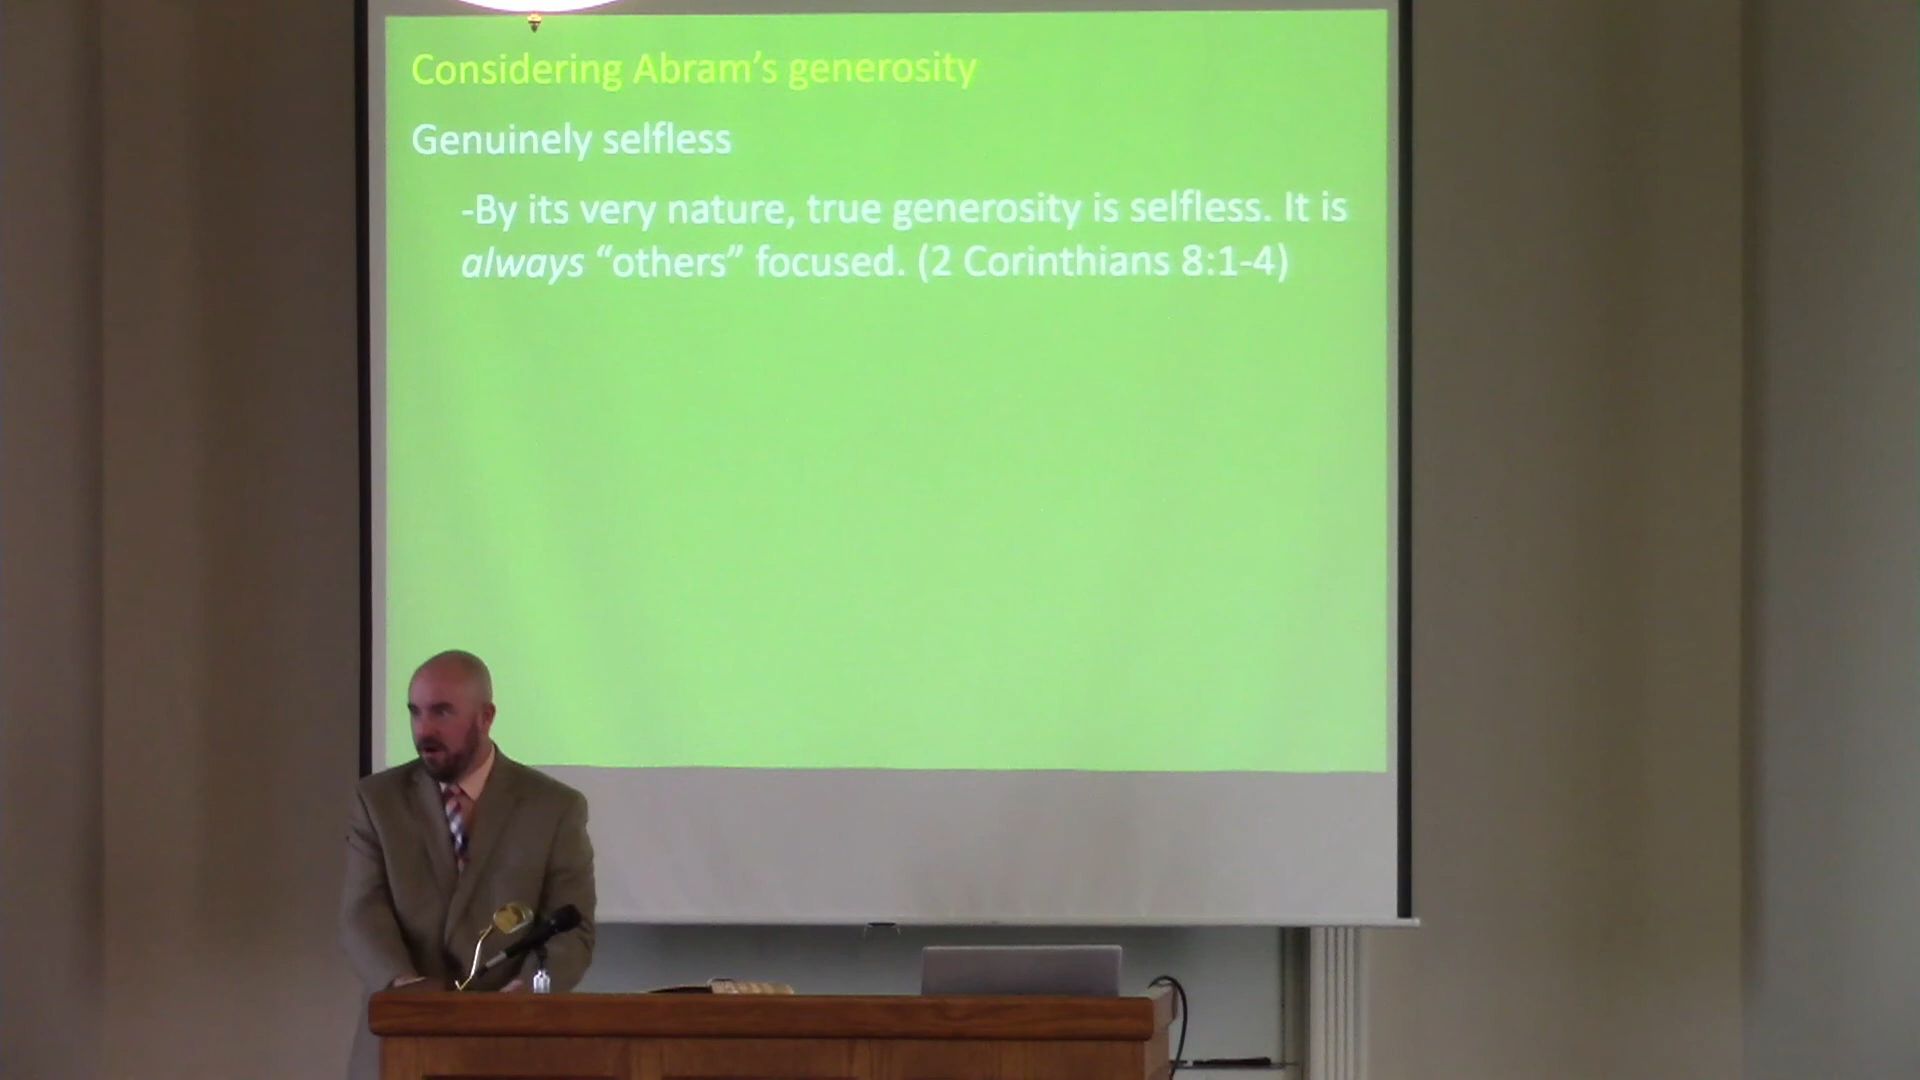 Considering Abram’s generosity
Genuinely selfless
-By its very nature, true generosity is selfless. It is
always “others” focused. (2 Corinthians 8:1-4)